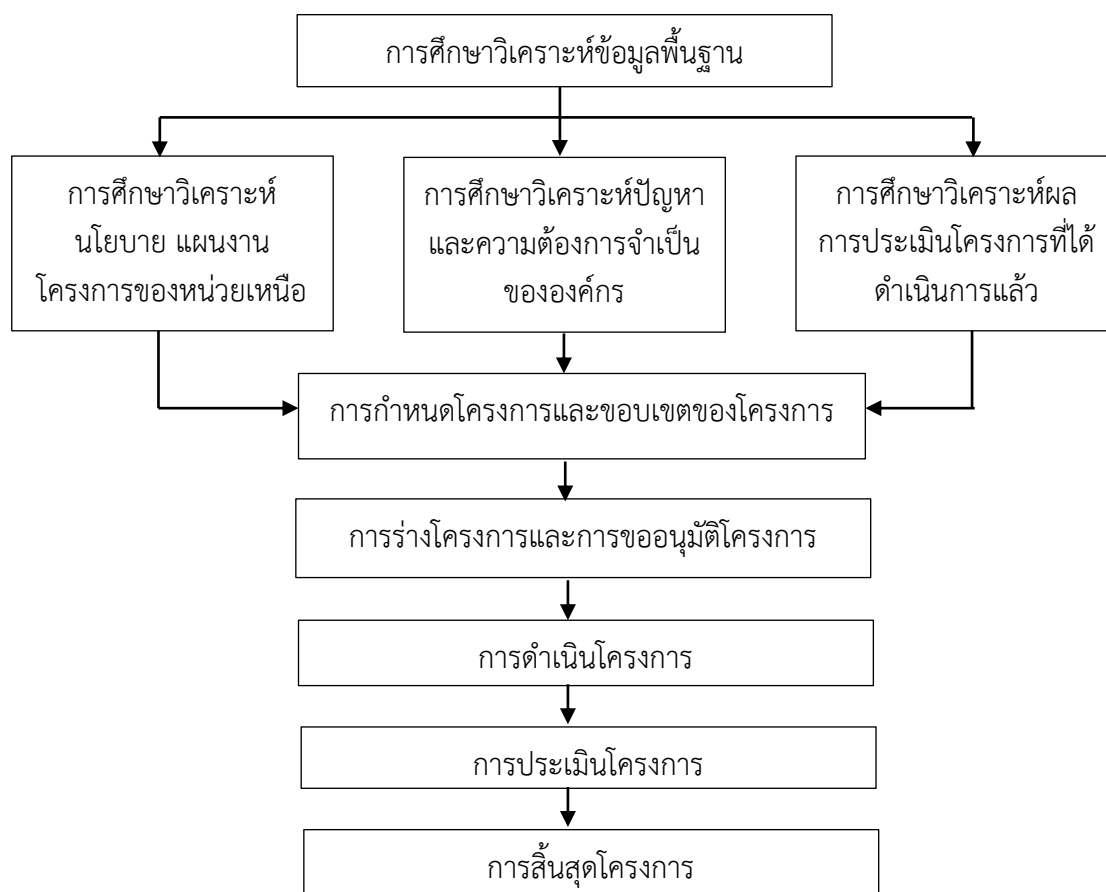 การศึกษาวิเคราะห์ข้อมูลพื้นฐาน
การศึกษาวิเคราะห์
นโยบาย แผนงาน
โครงการของหน่วยเหนือ
การศึกษาวิเคราะห์ปัญหา
และความต้องการจำเป็น
ขององค์กร
การศึกษาวิเคราะห์ผล
การประเมินโครงการที่ได้
ดำเนินการแล้ว
การกำหนดโครงการและขอบเขตของโครงการ
การร่างโครงการและการขออนุมัติโครงการ
การดำเนินโครงการ
การประเมินโครงการ
การสิ้นสุดโครงการ